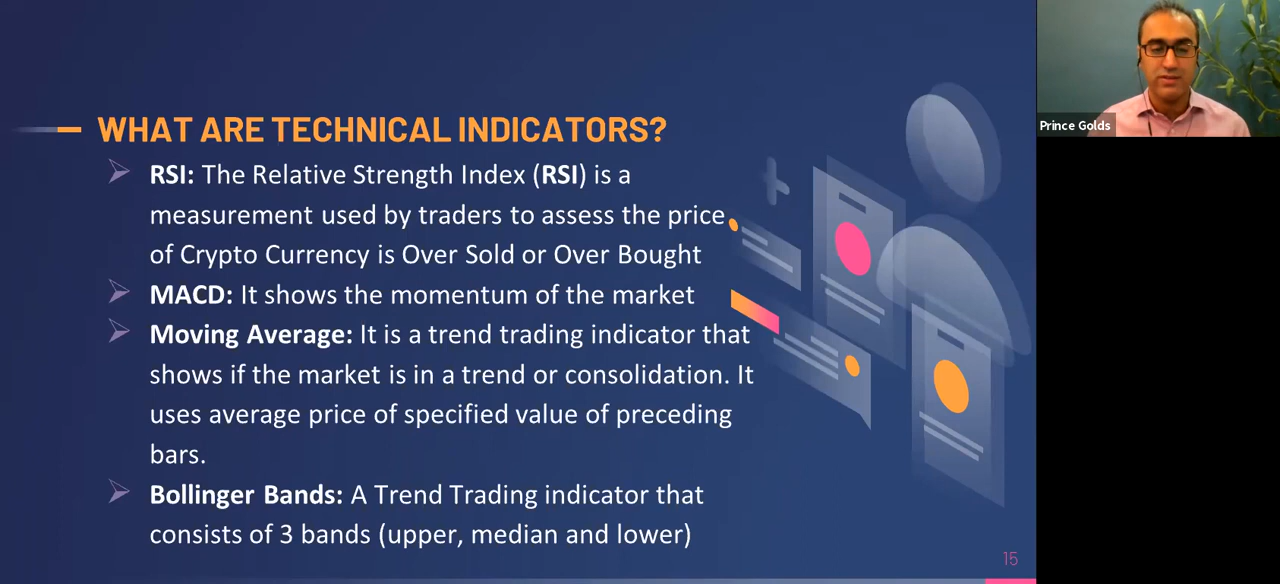 WHAT ARE TECHNICAL INDICATORS?
RSI: The Relative Strength Index (RSI) is a
measurement used by traders to assess the price
of Crypto Currency is Over Sold or Over Bought
MACD: It shows the momentum of the market
Moving Average: It is a trend trading indicator that
shows if the market is in a trend or consolidation. It
uses average price of specified value of preceding
bars.
Bollinger Bands: A Trend Trading indicator that
consists of 3 bands (upper, median and lower)
15
Prince Golds